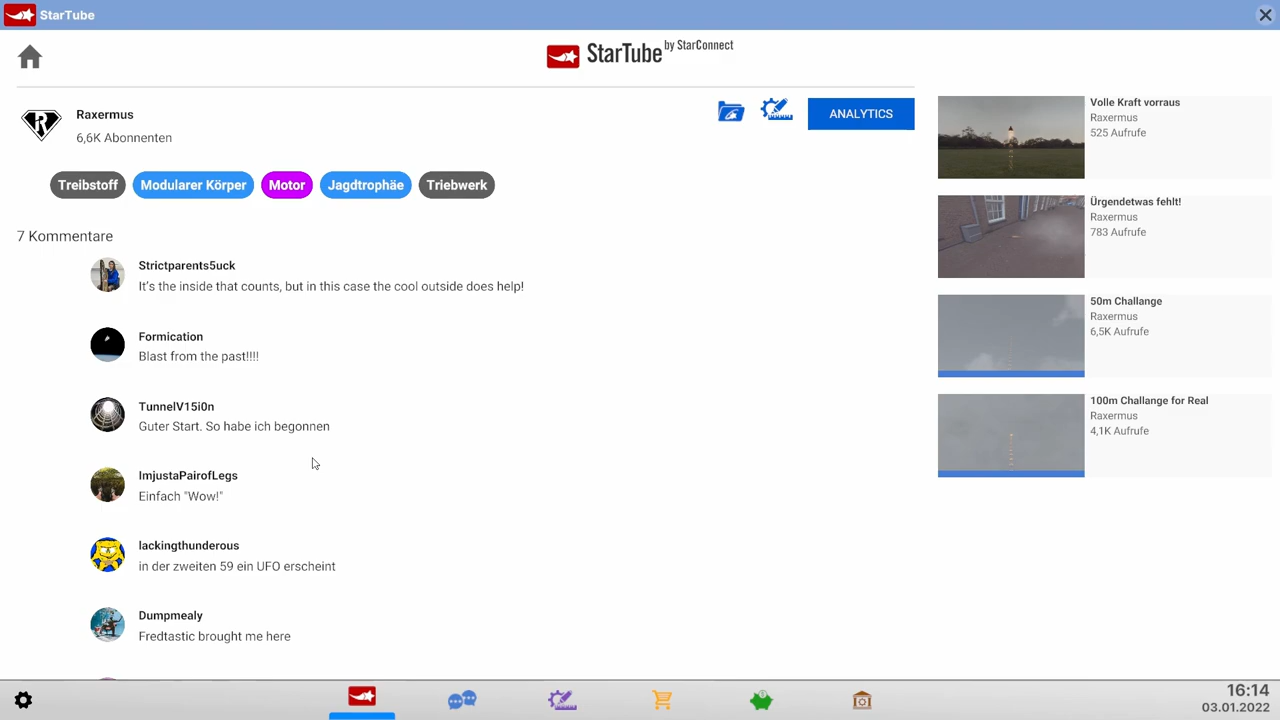 StarTube
StarTube by StarConnect
Raxermus
6,6K Abonnenten
ANALYTICS
Treibstoff
Modularer Körper
Motor
Jagdtrophäe
Triebwerk
7 Kommentare
Strictparents5uck
It's the inside that counts, but in this case the cool outside does help!
Formication
Blast from the past!!!!
TunnelV15i0n
Guter Start. So habe ich begonnen
ImjustaPairofLegs
Einfach "Wow!"
lackingthunderous
in der zweiten 59 ein UFO erscheint
Dumpmealy
Fredtastic brought me here
Volle Kraft vorraus
Raxermus
525 Aufrufe
Ürgendetwas fehlt!
Raxermus
783 Aufrufe
50m Challange
Raxermus
6,5K Aufrufe
100m Challange for Real
Raxermus
4,1K Aufrufe
16:14
03.01.2022